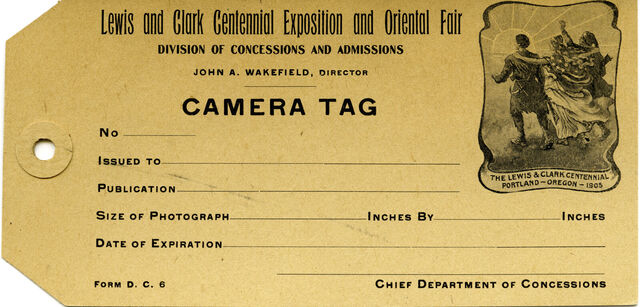 Lewis and Clark Centennial Exposition and Oriental Fair
DIVISION OF CONCESSIONS AND ADMISSIONS
JOHN A. WAKEFIELD, DIRECTOR
CAMERA TAG
NO
ISSUED TO
PUBLICATION
SIZE OF PHOTOGRAPH INCHES BY INCHES
DATE OF EXPIRATION
FORM D. C. 6 CHIEF DEPARTMENT OF CONCESSIONS
THE LEWIS & CLARK CENTENNIAL
PORTLAND - OREGON - 1905